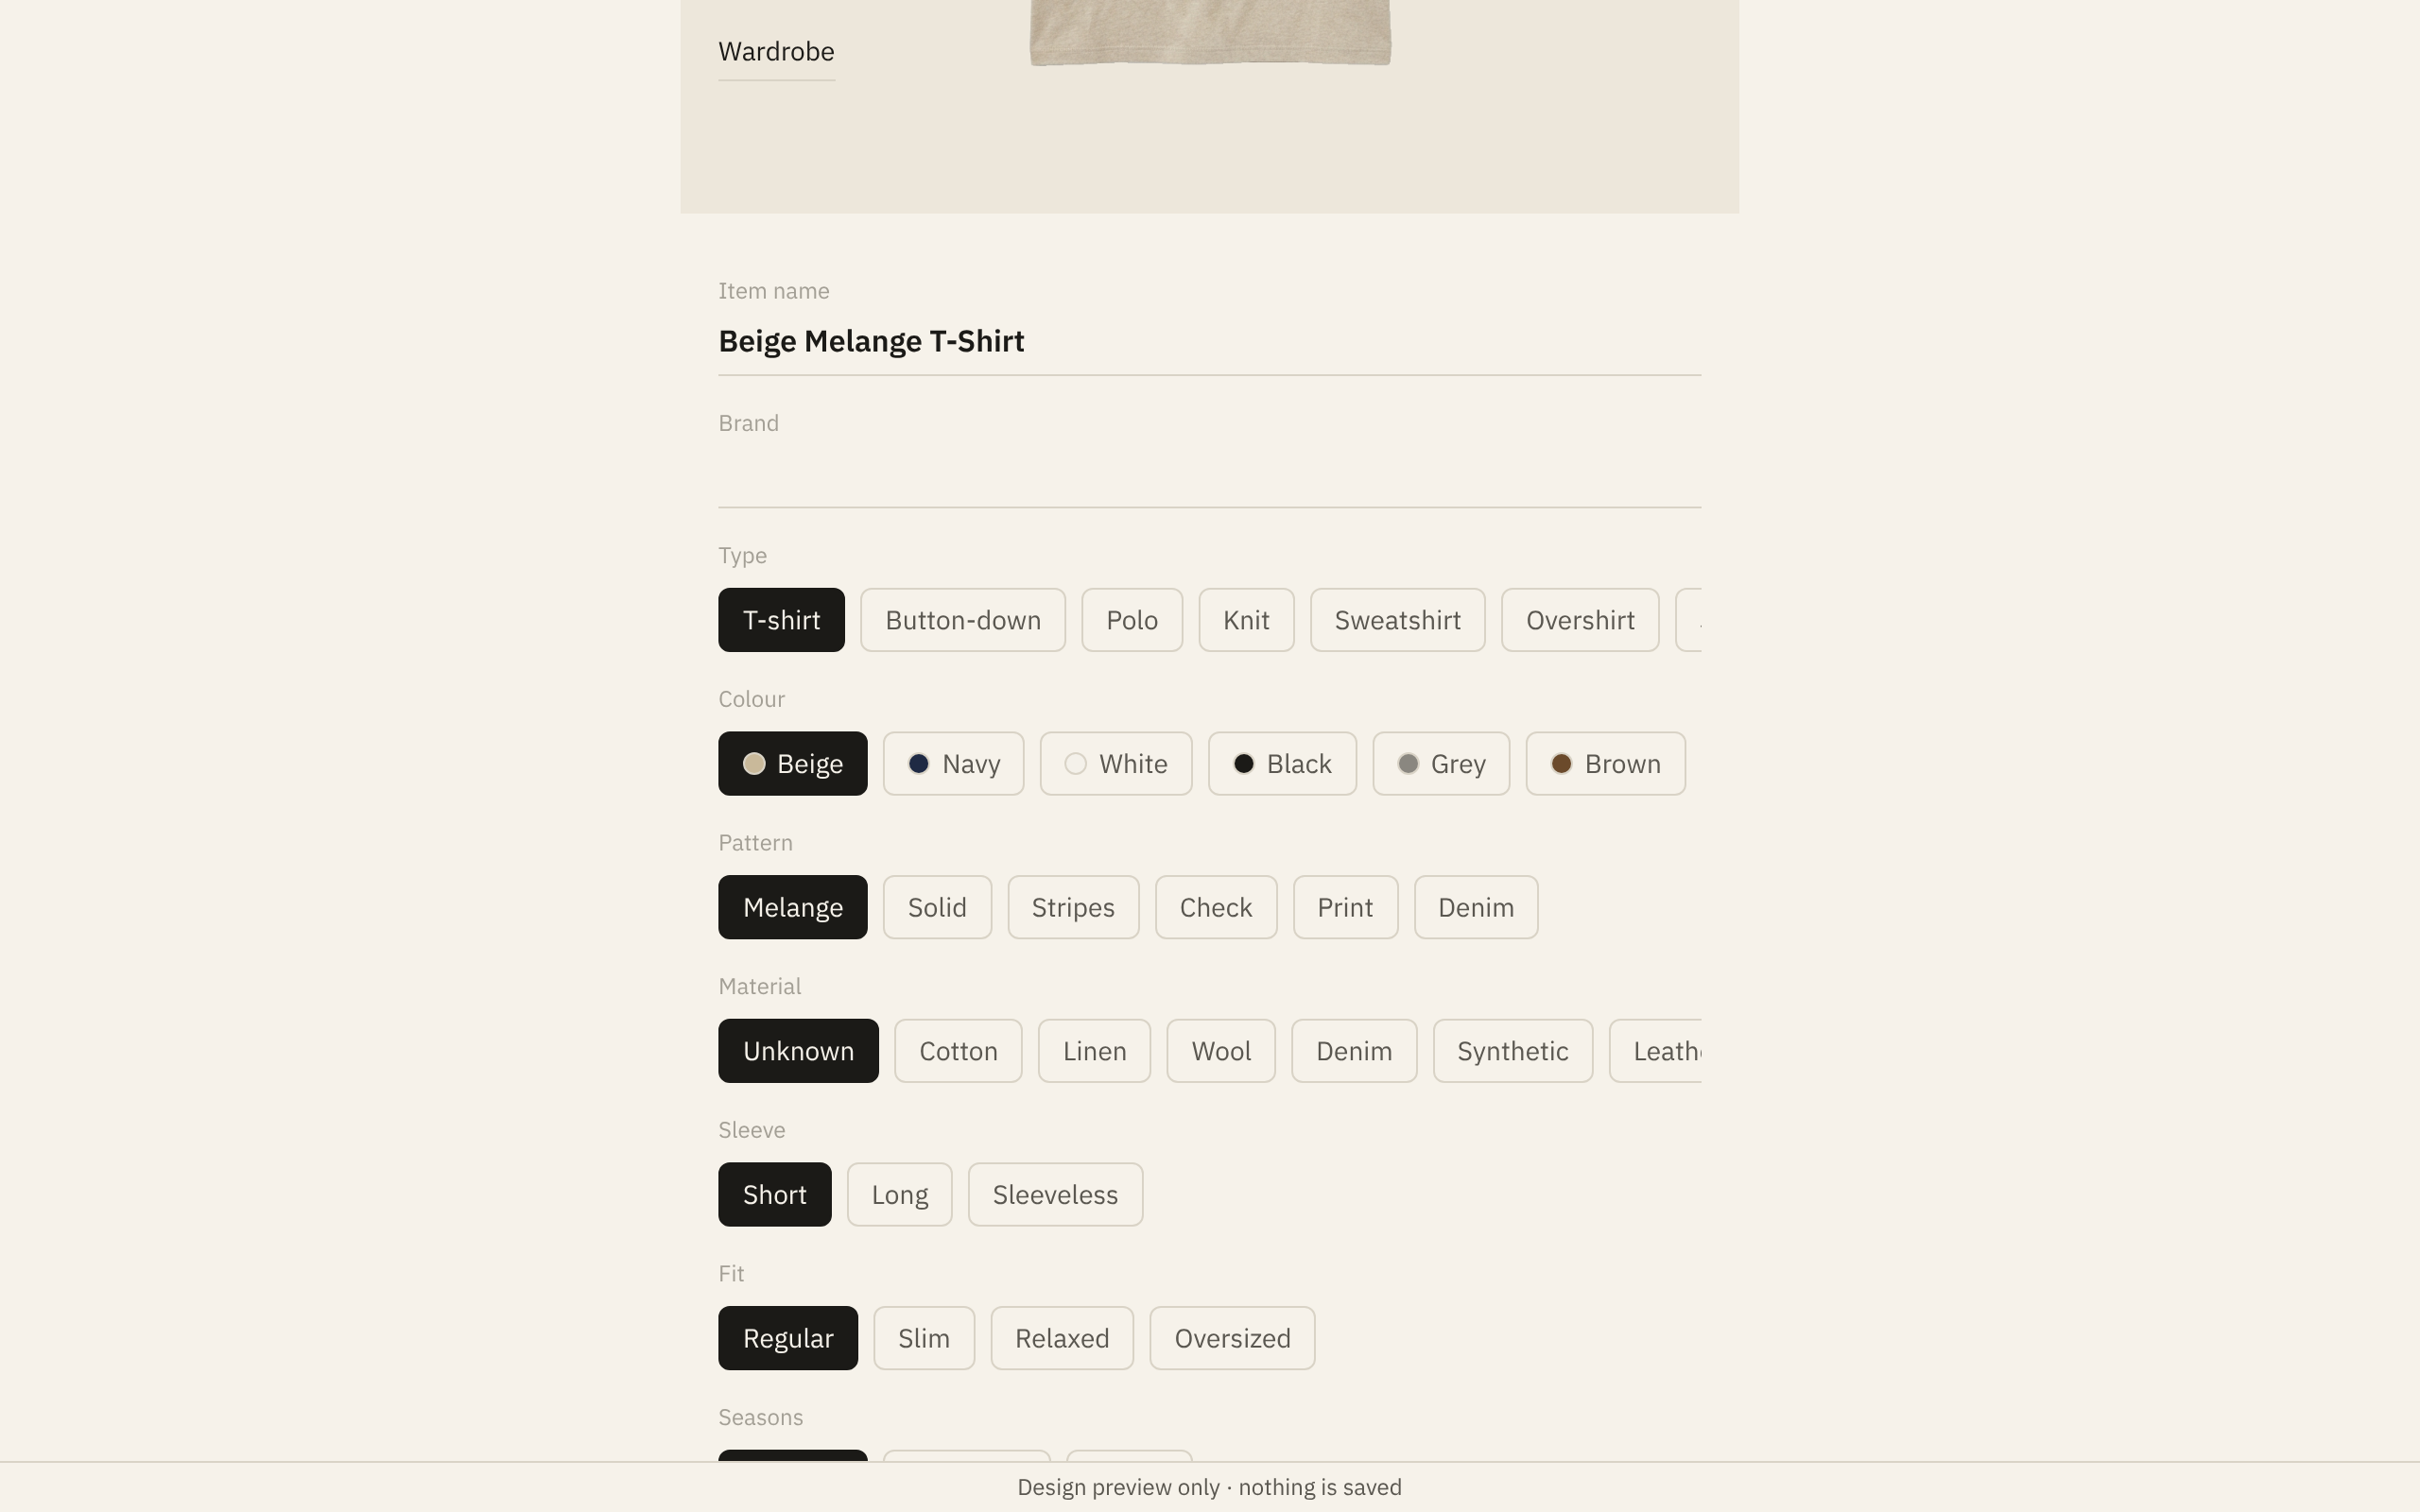 Wardrobe
Item name
Beige Melange T-Shirt
Brand
Type
T-shirt Button-down Polo Knit Sweatshirt Overshirt
Colour
Beige Navy White Black Grey Brown
Pattern
Melange Solid Stripes Check Print Denim
Material
Unknown Cotton Linen Wool Denim Synthetic
Sleeve
Short Long Sleeveless
Fit
Regular Slim Relaxed Oversized
Seasons
Design preview only · nothing is saved